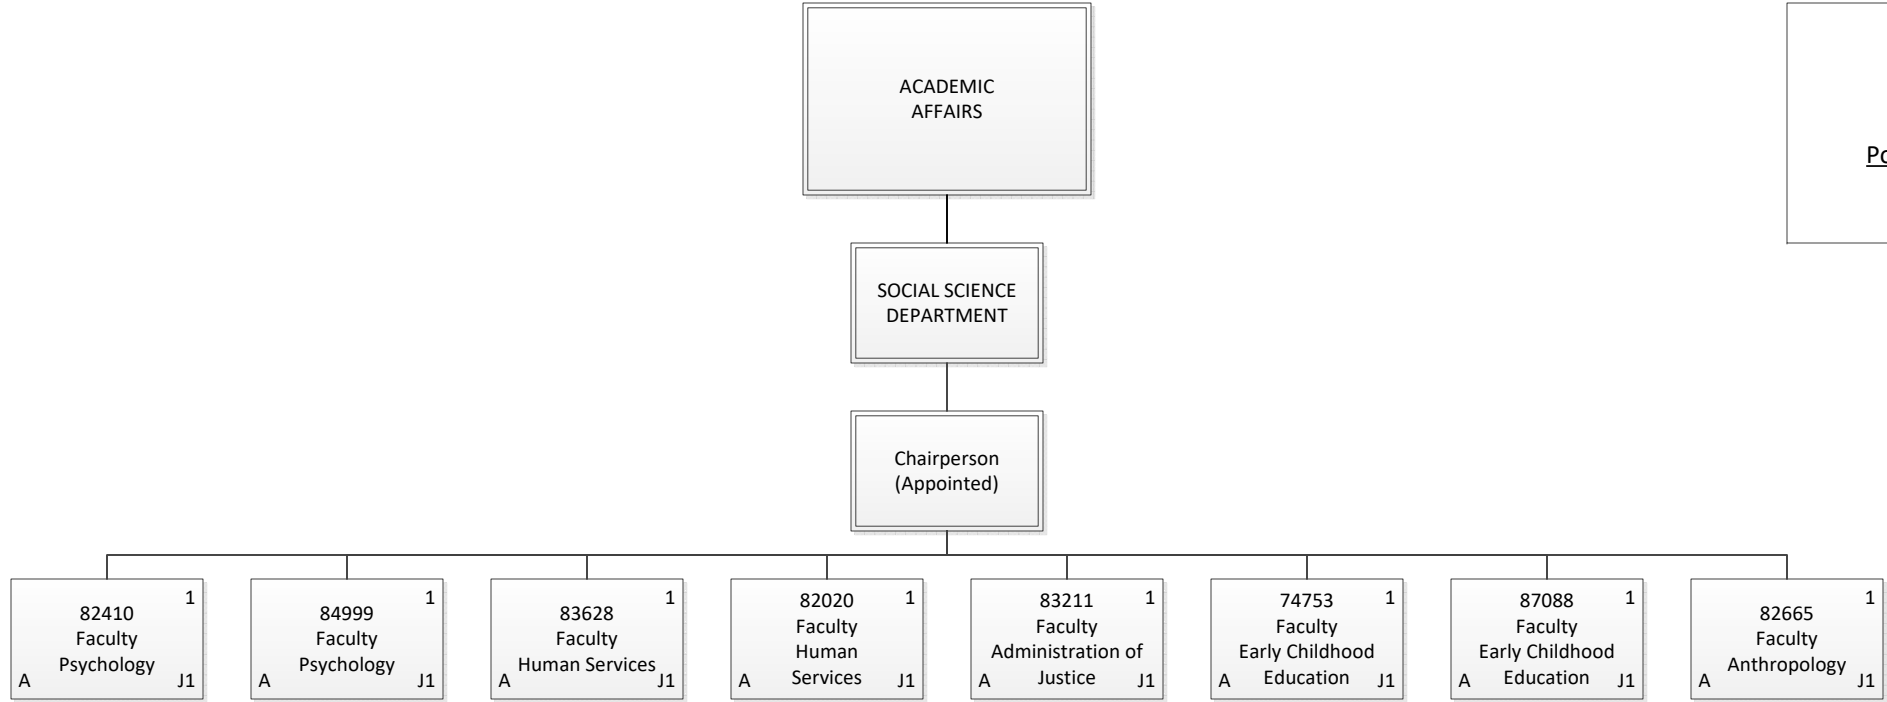 ACADEMIC
AFFAIRS
SOCIAL SCIENCE
DEPARTMENT
Chairperson
(Appointed)
1
82410
Faculty
Psychology
A J1
1
84999
Faculty
Psychology
A J1
1
83628
Faculty
Human Services
A J1
82020 1
Faculty
Human
Services
A J1
83211 1
Faculty
Administration of
Justice
A J1
74753 1
Faculty
Early Childhood
Education
A J1
87088 1
Faculty
Early Childhood
Education
A J1
1
82665
Faculty
Anthropology
A J1